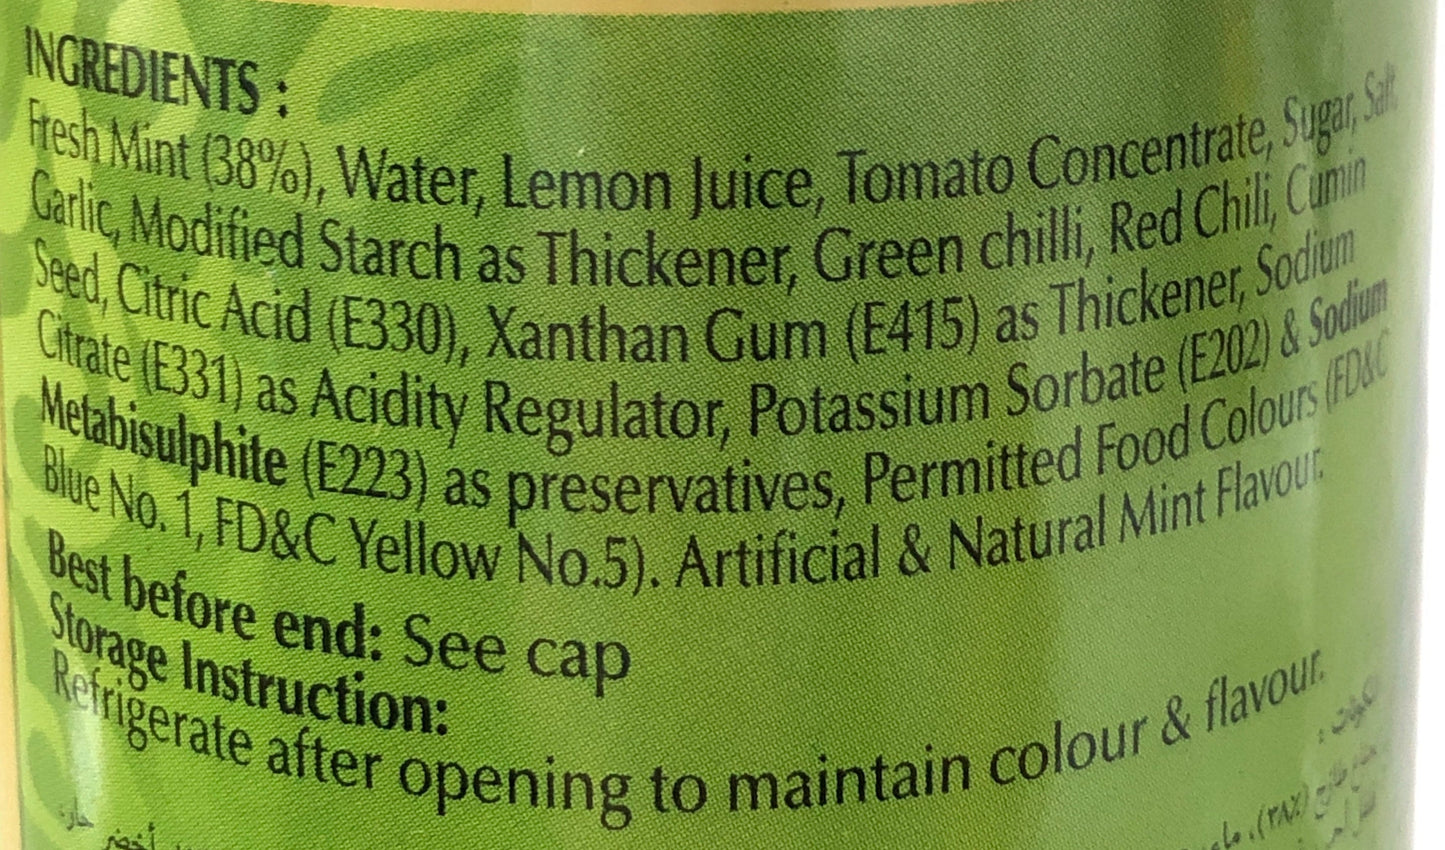 INGREDIENTS :
Fresh Mint (38%), Water, Lemon Juice, Tomato Concentrate, Sugar, Salt,
Garlic, Modified Starch as Thickener, Green chilli, Red Chili, Cumin
Seed, Citric Acid (E330), Xanthan Gum (E415) as Thickener, Sodium
Citrate (E331) as Acidity Regulator, Potassium Sorbate (E202) & Sodium
Metabisulphite (E223) as preservatives, Permitted Food Colours (FD&C
Blue No. 1, FD&C Yellow No.5). Artificial & Natural Mint Flavour.
Best before end: See cap
Storage Instruction:
Refrigerate after opening to maintain colour & flavour.
المكونات :
(٣٨٪)،
أخضر